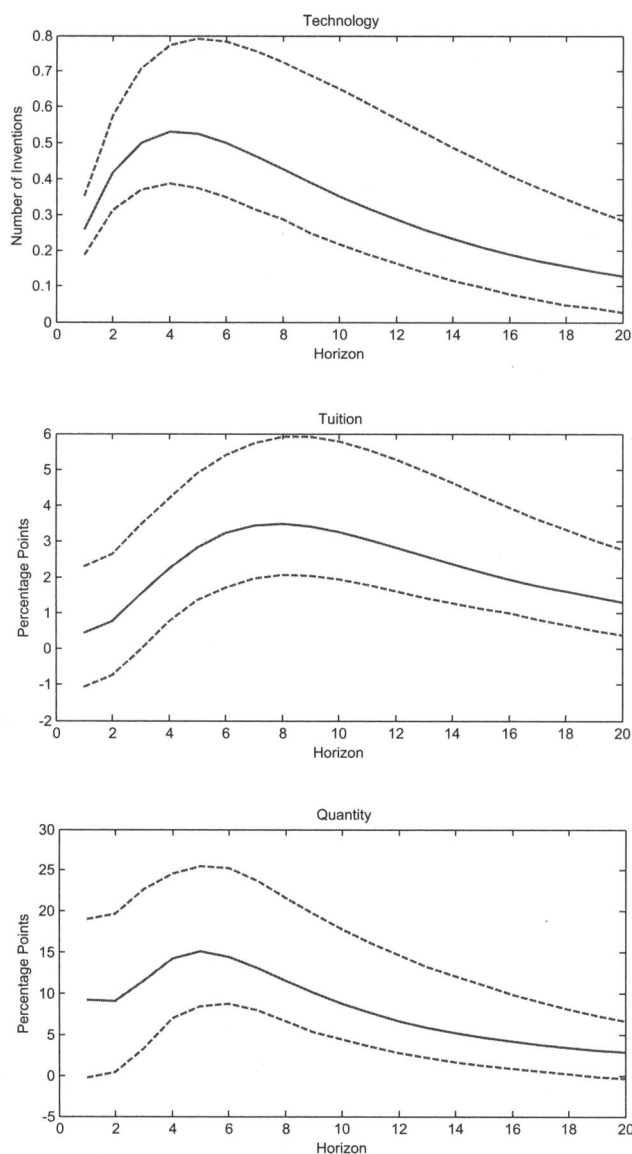 Technology
Number of Inventions
0.8
0.7
0.6
0.5
0.4
0.3
0.2
0.1
0
0 2 4 6 8 10 12 14 16 18 20
Horizon
Tuition
Percentage Points
6
5
4
3
2
1
0
-1
-2
0 2 4 6 8 10 12 14 16 18 20
Horizon
Quantity
Percentage Points
30
25
20
15
10
5
0
-5
0 2 4 6 8 10 12 14 16 18 20
Horizon